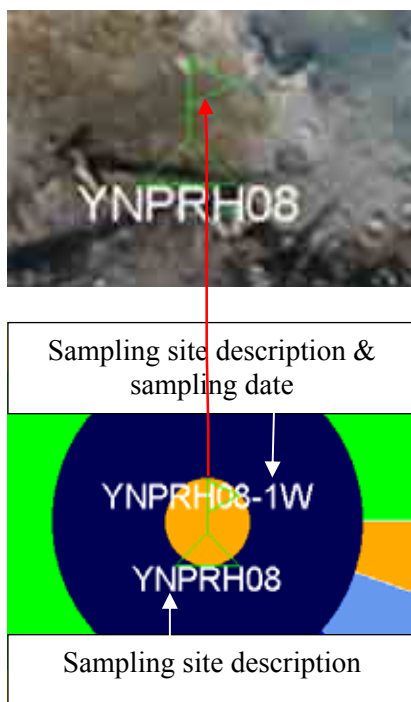 YNPRH08
Sampling site description &
sampling date
YNPRH08-1W
YNPRH08
Sampling site description